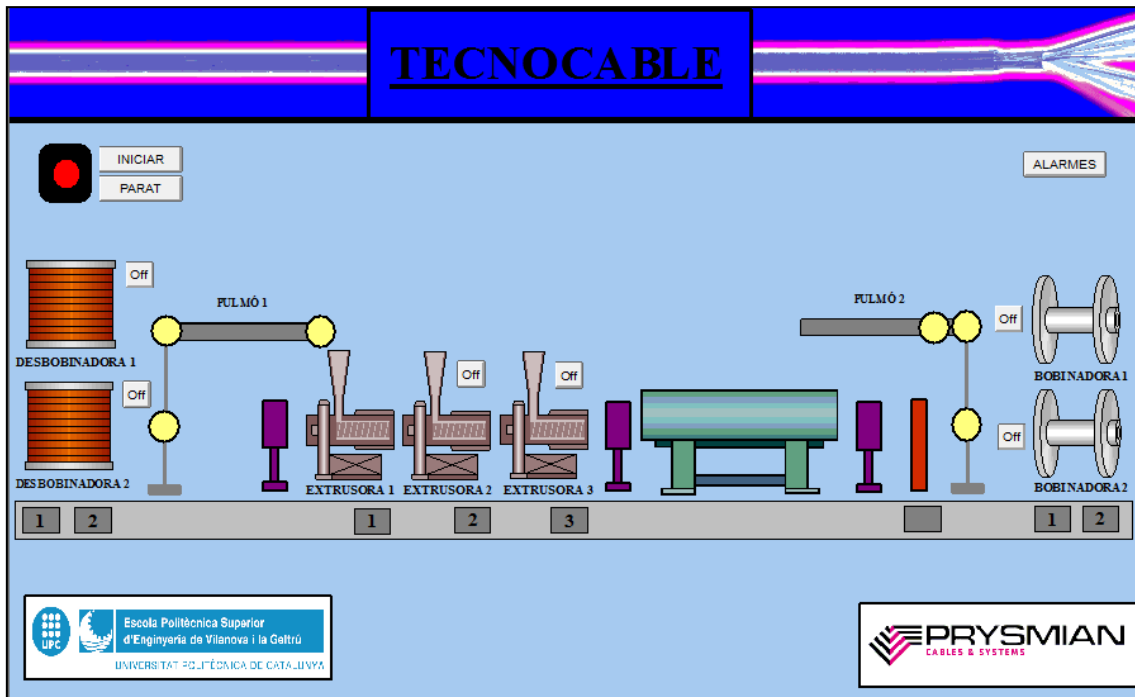 TECNOCABLE
INICIAR
PARAT
ALARMES
Off
PULMÓ 1
PULMÓ 2
Off
DESBOBINADORA 1
BOBINADORA 1
Off
Off
Off
Off
DESBOBINADORA 2
EXTRUSORA 1
EXTRUSORA 2
EXTRUSORA 3
BOBINADORA 2
1
2
1
2
3
1
2
UPC
Escola Politècnica Superior
d'Enginyeria de Vilanova i la Geltrú
UNIVERSITAT POLITÈCNICA DE CATALUNYA
PRYSMIAN
CABLES & SYSTEMS